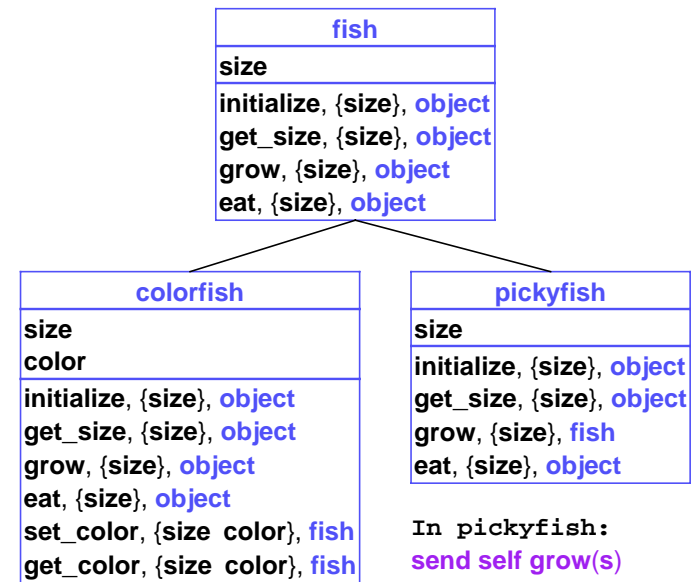 fish
size
initialize, {size}, object
get_size, {size}, object
grow, {size}, object
eat, {size}, object
colorfish
size
color
initialize, {size}, object
get_size, {size}, object
grow, {size}, object
eat, {size}, object
set_color, {size color}, fish
get_color, {size color}, fish
pickyfish
size
initialize, {size}, object
get_size, {size}, object
grow, {size}, fish
eat, {size}, object
In pickyfish:
send self grow(s)